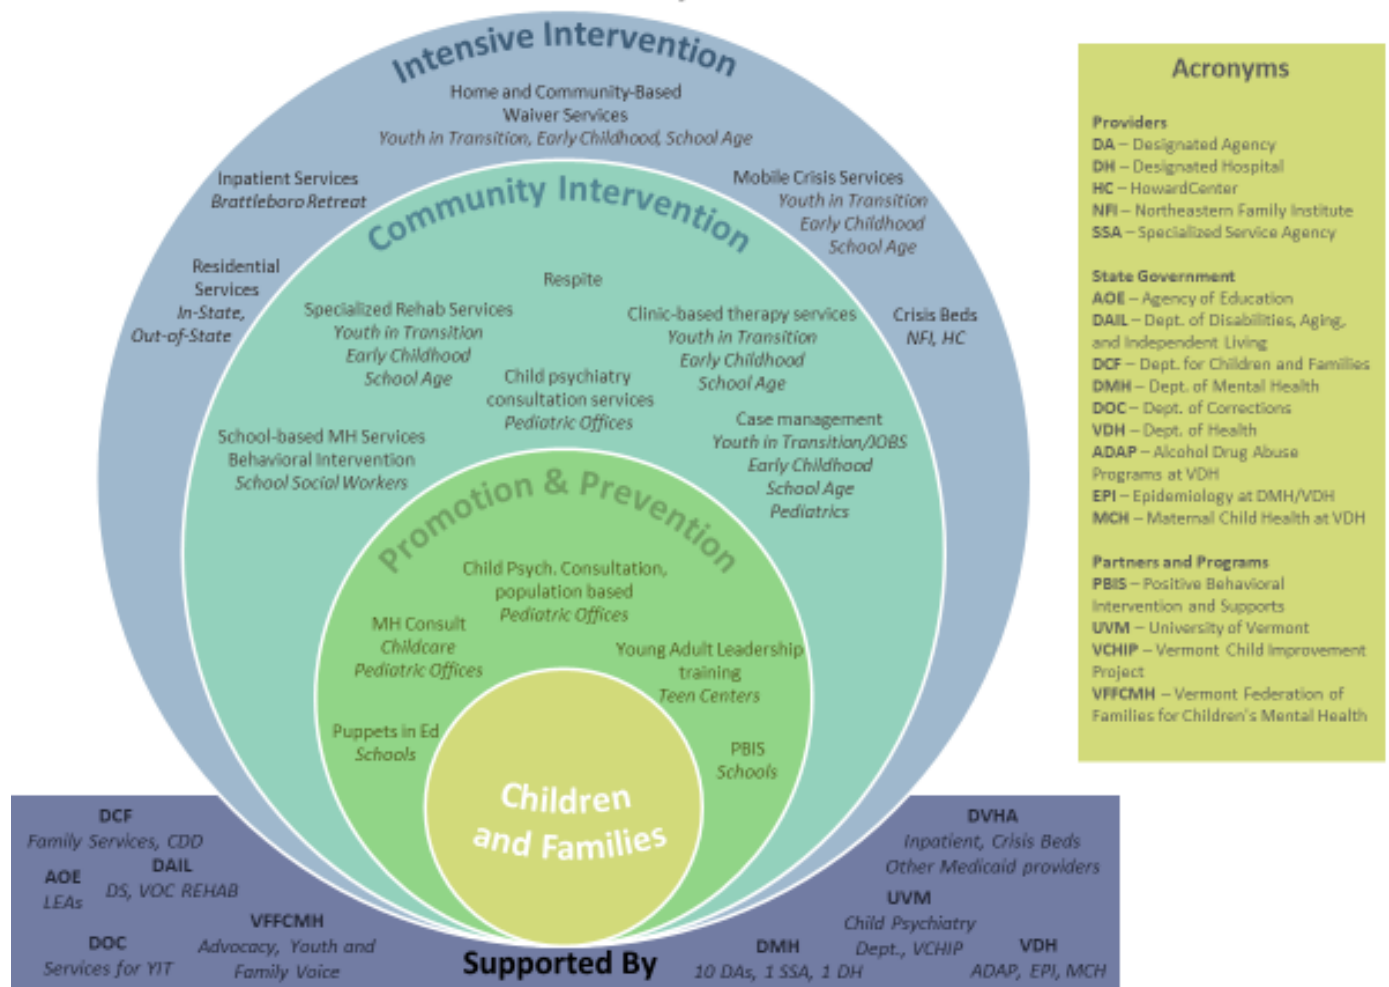 Intensive Intervention
Home and Community-Based
Waiver Services
Youth in Transition, Early Childhood, School Age
Inpatient Services
Brattleboro Retreat
Mobile Crisis Services
Youth in Transition
Early Childhood
School Age
Residential
Services
In-State,
Out-of-State
Crisis Beds
NFI, HC
Community Intervention
Respite
Specialized Rehab Services
Youth in Transition
Early Childhood
School Age
Clinic-based therapy services
Youth in Transition
Early Childhood
School Age
Child psychiatry
consultation services
Pediatric Offices
School-based MH Services
Behavioral Intervention
School Social Workers
Case management
Youth in Transition/JOBS
Early Childhood
School Age
Pediatrics
Promotion & Prevention
Child Psych. Consultation,
population based
Pediatric Offices
MH Consult
Childcare
Pediatric Offices
Young Adult Leadership
training
Teen Centers
Puppets in Ed
Schools
PBIS
Schools
Children
and Families
DCF
Family Services, CDD
AOE
LEAs
DAIL
DS, VOC REHAB
DOC
Services for YIT
VFFCMH
Advocacy, Youth and
Family Voice
Supported By
DMH
10 DAs, 1 SSA, 1 DH
DVHA
Inpatient, Crisis Beds
Other Medicaid providers
UVM
Child Psychiatry
Dept., VCHIP
VDH
ADAP, EPI, MCH
Acronyms
Providers
DA – Designated Agency
DH – Designated Hospital
HC – HowardCenter
NFI – Northeastern Family Institute
SSA – Specialized Service Agency
State Government
AOE – Agency of Education
DAIL – Dept. of Disabilities, Aging,
and Independent Living
DCF – Dept. for Children and Families
DMH – Dept. of Mental Health
DOC – Dept. of Corrections
VDH – Dept. of Health
ADAP – Alcohol Drug Abuse
Programs at VDH
EPI – Epidemiology at DMH/VDH
MCH – Maternal Child Health at VDH
Partners and Programs
PBIS – Positive Behavioral
Intervention and Supports
UVM – University of Vermont
VCHIP – Vermont Child Improvement
Project
VFFCMH – Vermont Federation of
Families for Children's Mental Health